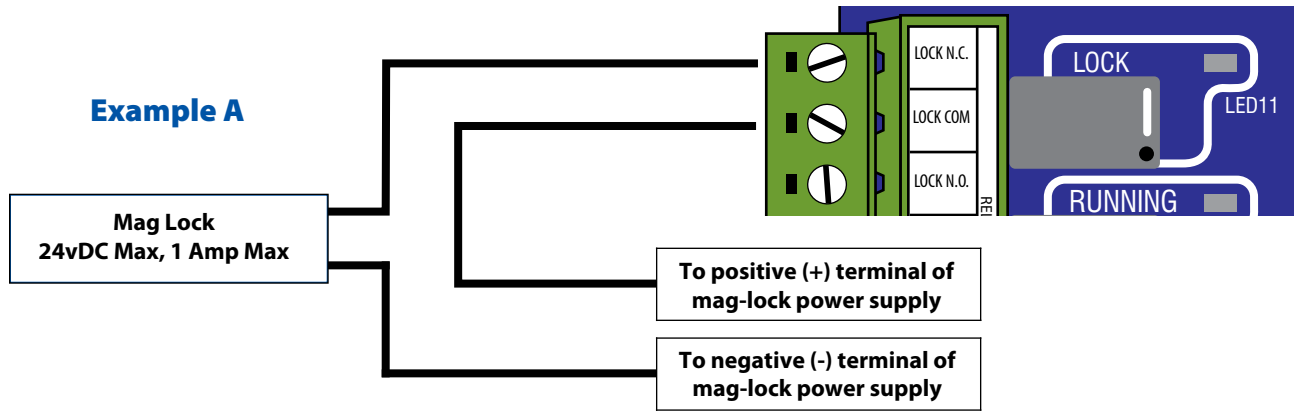 Example A
Mag Lock
24vDC Max, 1 Amp Max
LOCK N.C.
LOCK COM
LOCK N.O.
LOCK
LED11
RUNNING
To positive (+) terminal of
mag-lock power supply
To negative (-) terminal of
mag-lock power supply